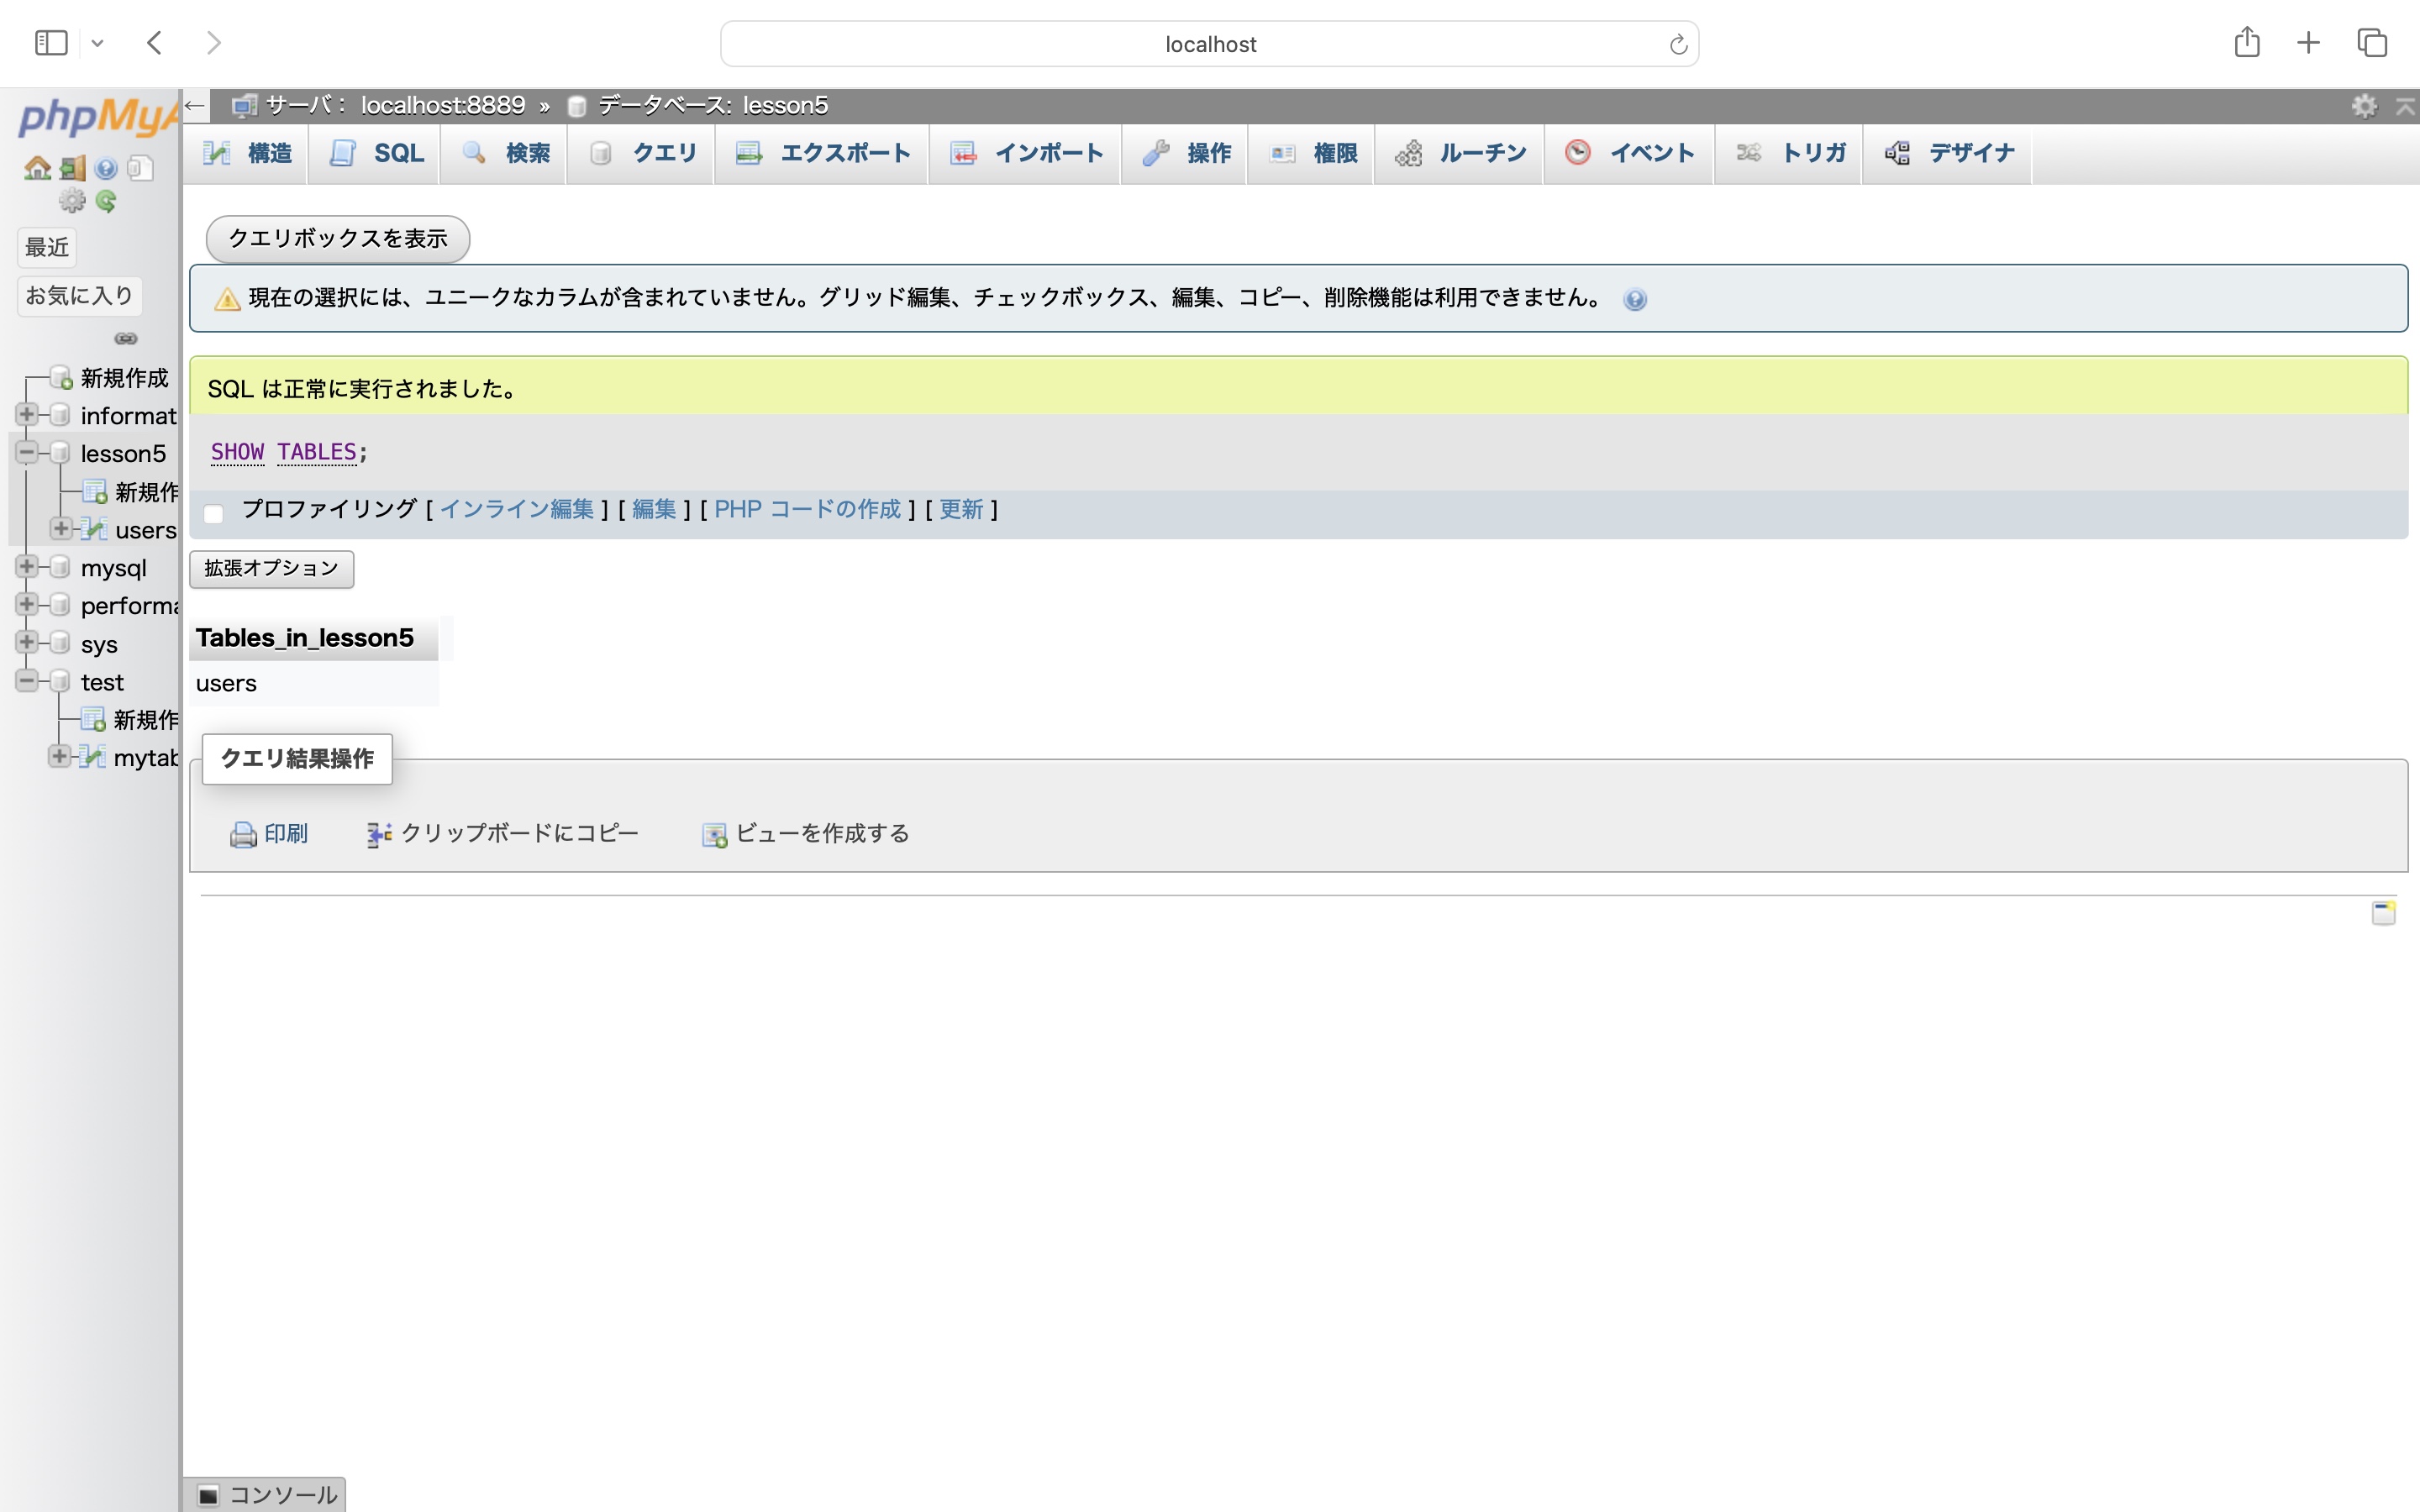 localhost
phpMyA
サーバ： localhost:8889 » データベース: lesson5
構造 SQL 検索 クエリ エクスポート インポート 操作 権限 ルーチン イベント トリガ デザイナ
最近
お気に入り
新規作成
informat
lesson5
新規作
users
mysql
performa
sys
test
新規作
mytab
クエリボックスを表示
現在の選択には、ユニークなカラムが含まれていません。グリッド編集、チェックボックス、編集、コピー、削除機能は利用できません。
SQL は正常に実行されました。
SHOW TABLES;
プロファイリング [ インライン編集 ] [ 編集 ] [ PHP コードの作成 ] [ 更新 ]
拡張オプション
Tables_in_lesson5
users
クエリ結果操作
印刷 クリップボードにコピー ビューを作成する
コンソール